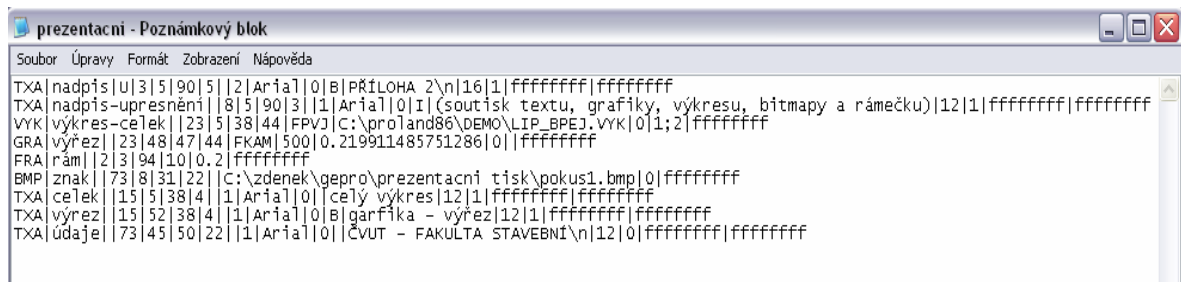 prezentacni - Poznámkový blok
Soubor Úpravy Formát Zobrazení Nápověda
TXA|nadpis|U|3|5|90|5||2|Arial|0|B|PŘÍLOHA 2\n|16|1|ffffffff|ffffffff
TXA|nadpis-upresnění||8|5|90|3||1|Arial|0|I|(soutisk textu, grafiky, výkresu, bitmapy a rámečku)|12|1|ffffffff|ffffffff
VYK|výkres-celek||23|5|38|44|FPVJ|C:\proland86\DEMO\LIP_BPEJ.VYK|0|1;2|ffffffff
GRA|výřez||23|48|47|44|FKAM|500|0.219911485751286|0||ffffffff
FRA|rám||2|3|94|10|0.2|ffffffff
BMP|znak||73|8|31|22||C:\zdenek\gepro\prezentacni tisk\pokus1.bmp|0|ffffffff
TXA|celek||15|5|38|4||1|Arial|0||celý výkres|12|1|ffffffff|ffffffff
TXA|výrez||15|52|38|4||1|Arial|0|B|garfika - výřez|12|1|ffffffff|ffffffff
TXA|údaje||73|45|50|22||1|Arial|0||ČVUT - FAKULTA STAVEBNÍ\n|12|0|ffffffff|ffffffff